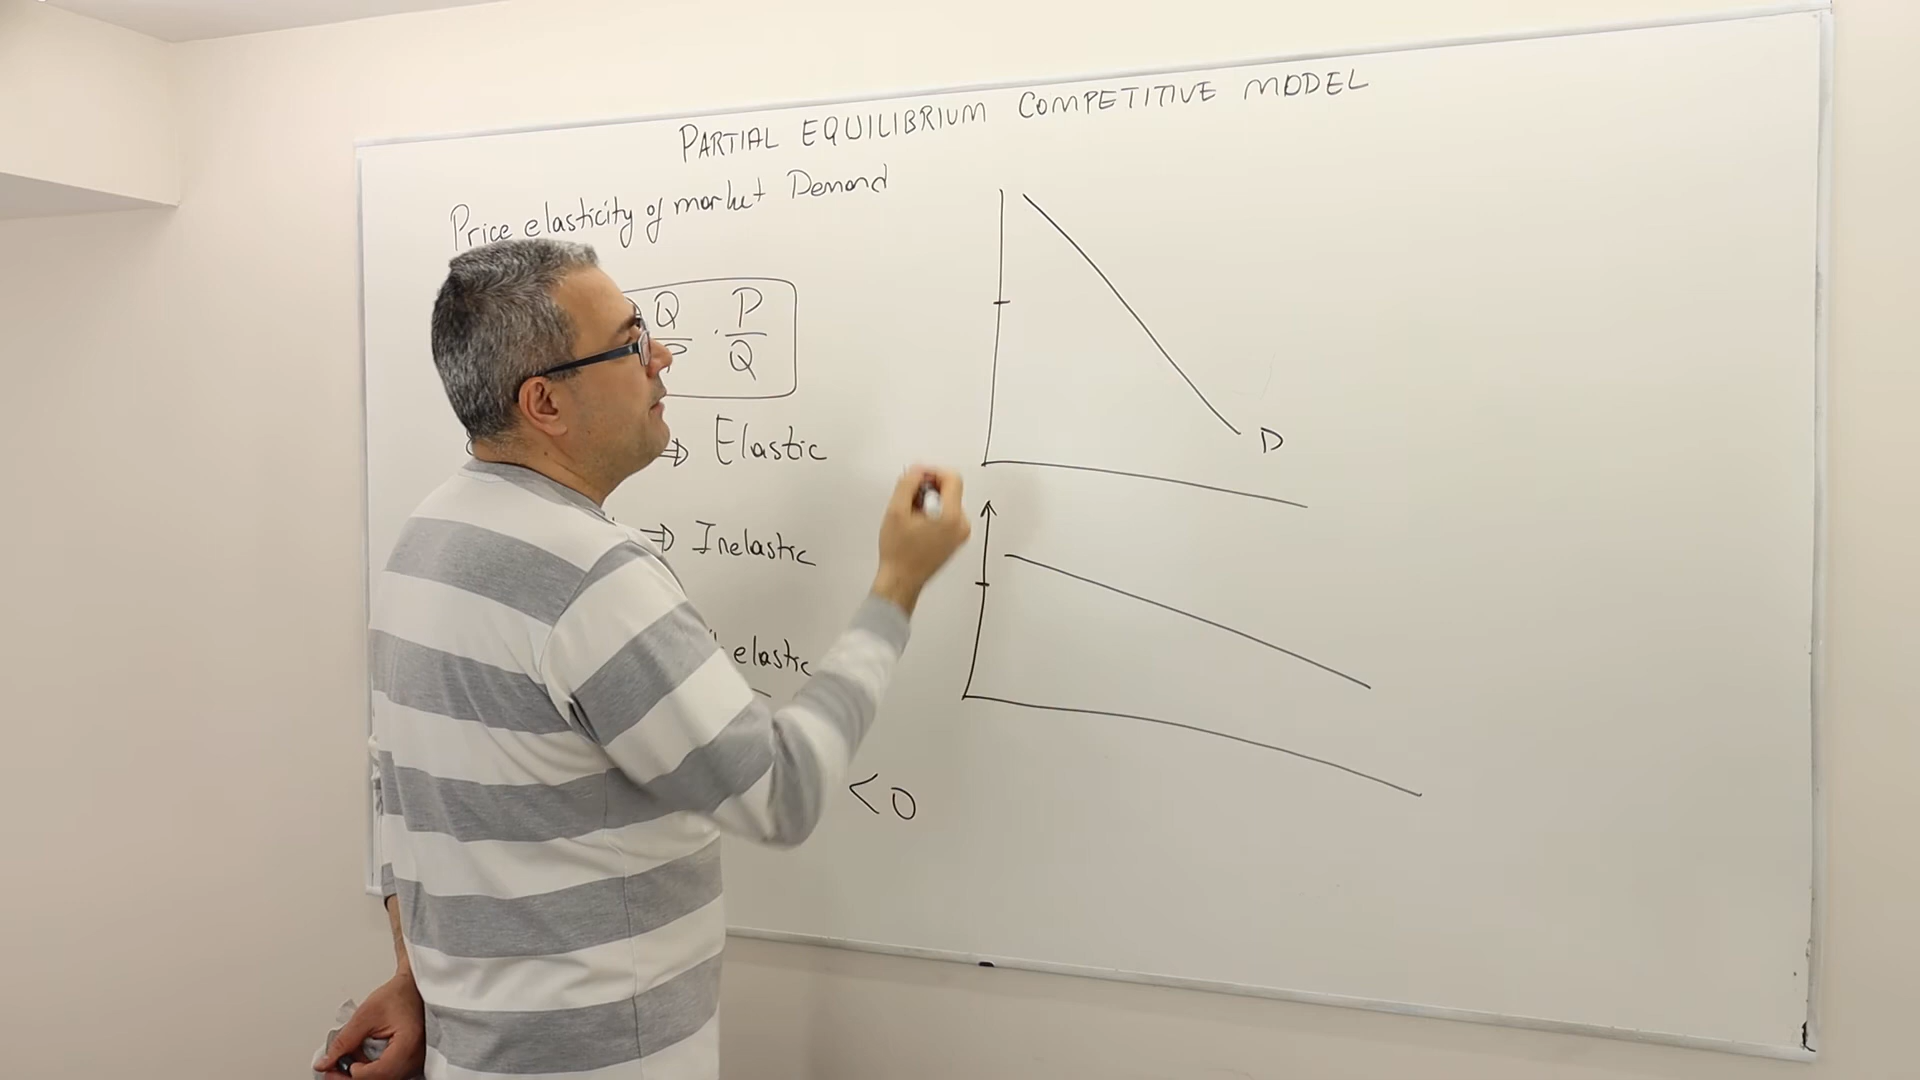 PARTIAL EQUILIBRIUM COMPETITIVE MODEL
Price elasticity of market Demand
Q P
P Q
⇒ Elastic
⇒ Inelastic
elastic
<0
D